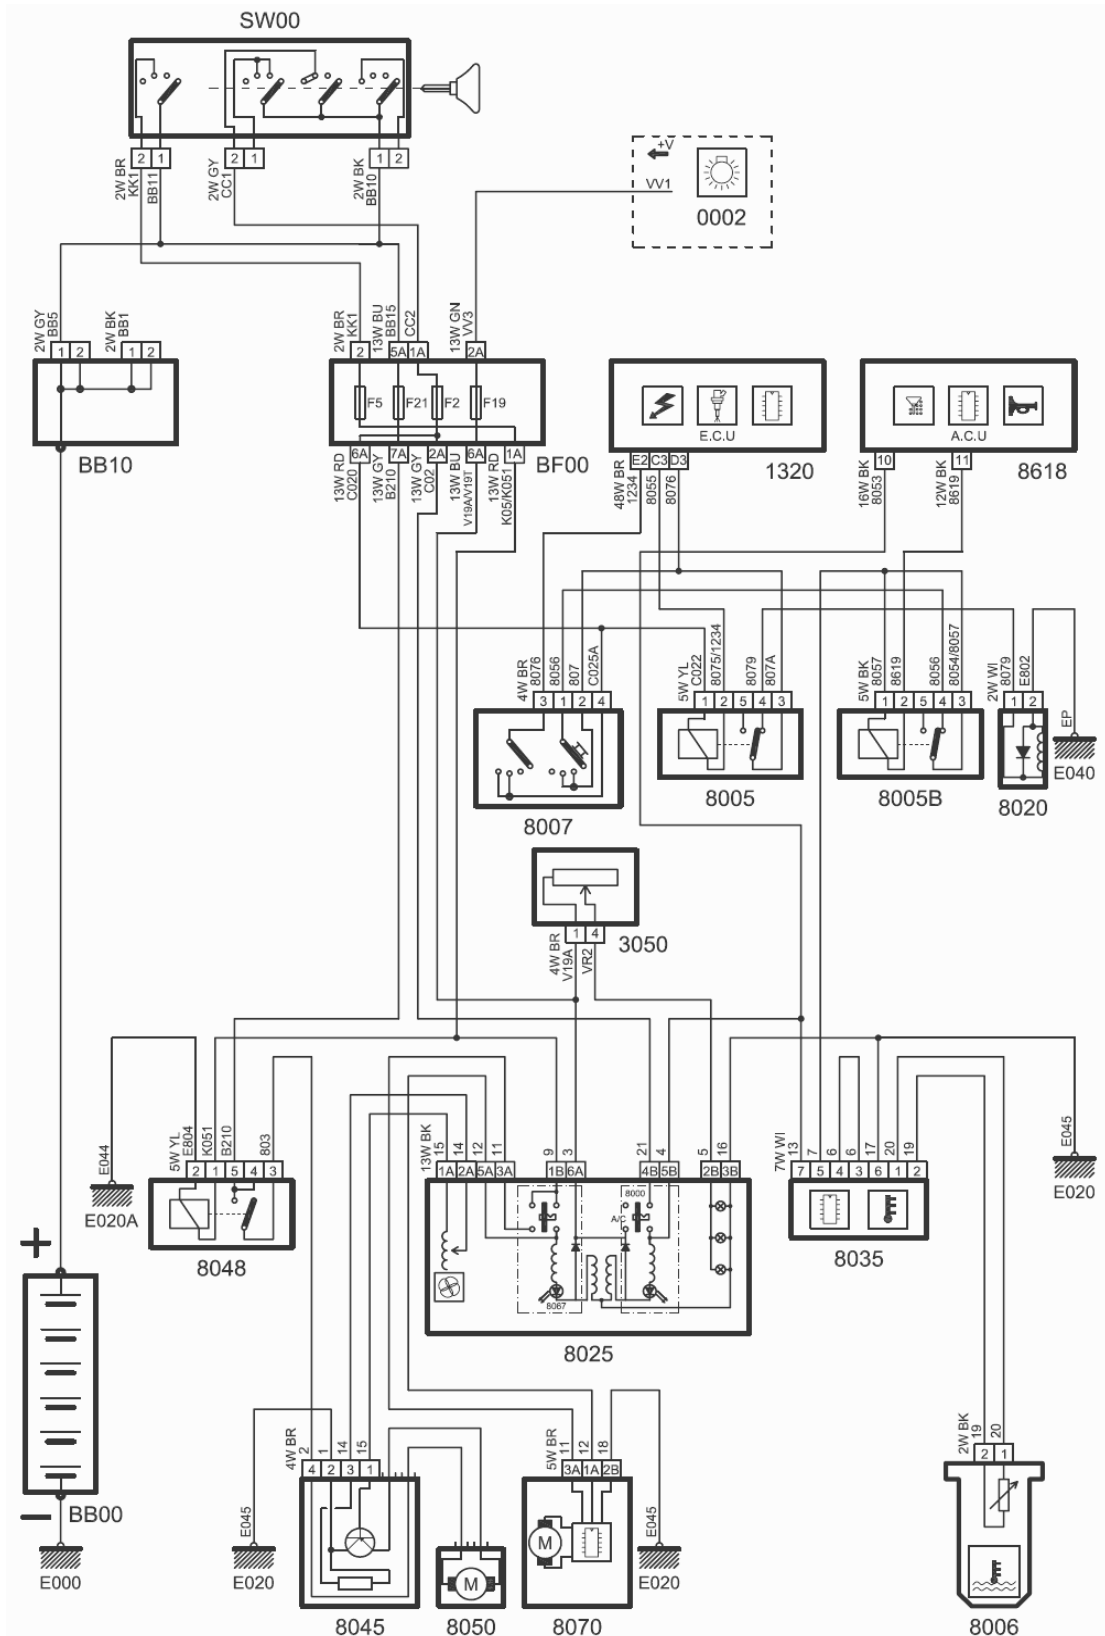 SW00
2 1 2 1 1 2
2W BR
KK1
BB11
2W GY
CC1
2W BK
BB10
+V
VV1
0002
2W GY
BB5
2W BK
BB1
1 2 1 2
BB10
2W BR
KK1
13W BU
BB15
CC2
13W GN
VV3
2 5A 1A 2A
F5 F21 F2 F19
6A 7A 2A 6A 1A
BF00
13W RD
C020
13W GY
B210
13W GY
C02
13W BU
V19A/V19T
13W RD
K05/K051
E.C.U
E2 C3 D3
1320
48W BR
1234
8055
8076
A.C.U
10 11
8618
16W BK
8053
12W BK
8619
4W BR
8076
8056
807
C025A
3 1 2 4
8007
5W YL
C022
8075/1234
8079
807A
1 2 5 4 3
8005
5W BK
8057
8619
8056
8054/8057
1 2 5 4 3
8005B
2W WI
8079
E802
1 2
8020
EP
E040
1 4
3050
4W BR
V19A
VR2
E044
E020A
5W YL
E804
K051
B210
803
2 1 5 4 3
8048
13W BK
15 14 12 11 9 3 21 4 5 16
1A 2A 5A 3A 1B 6A 4B 5B 2B 3B
8000
A/C
8067
8025
7W WI
13 7 6 6 17 20 19
7 5 4 3 6 1 2
8035
E045
E020
+
BB00
−
E000
E045
E020
4W BR
2 1 14 15
4 2 3 1
8045
M
8050
5W BR
11 12 18
3A 1A 2B
M
8070
E045
E020
2W BK
19 20
2 1
8006